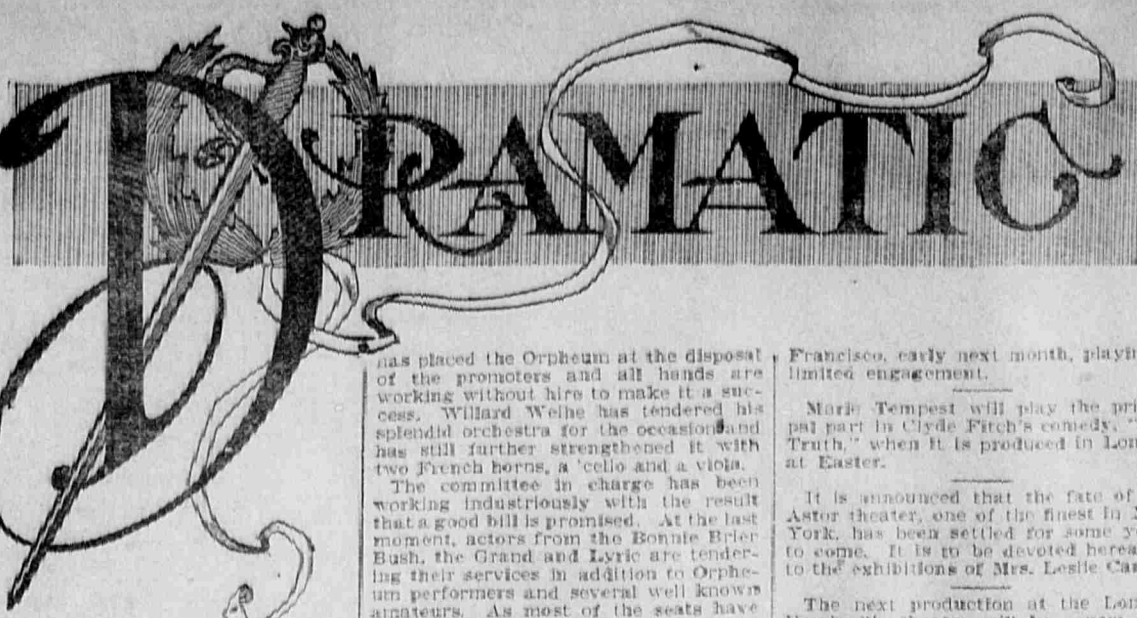 DRAMATIC
has placed the Orpheum at the disposal
of the promoters and all hands are
working without hire to make it a suc-
cess. Willard Weihe has tendered his
splendid orchestra for the occasion and
has still further strengthened it with
two French horns, a 'cello and a viola.
The committee in charge has been
working industriously with the result
that a good bill is promised. At the last
moment, actors from the Bonnie Brier
Bush, the Grand and Lyric are tender-
ing their services in addition to Orphe-
um performers and several well known
amateurs. As most of the seats have
Francisco, early next month, playin
limited engagement.
Marie Tempest will play the pri
pal part in Clyde Fitch's comedy, "
Truth," when it is produced in Lon
at Easter.
It is announced that the fate of
Astor theater, one of the finest in
York, has been settled for some y
to come. It is to be devoted herea
to the exhibitions of Mrs. Leslie Car
The next production at the Lon